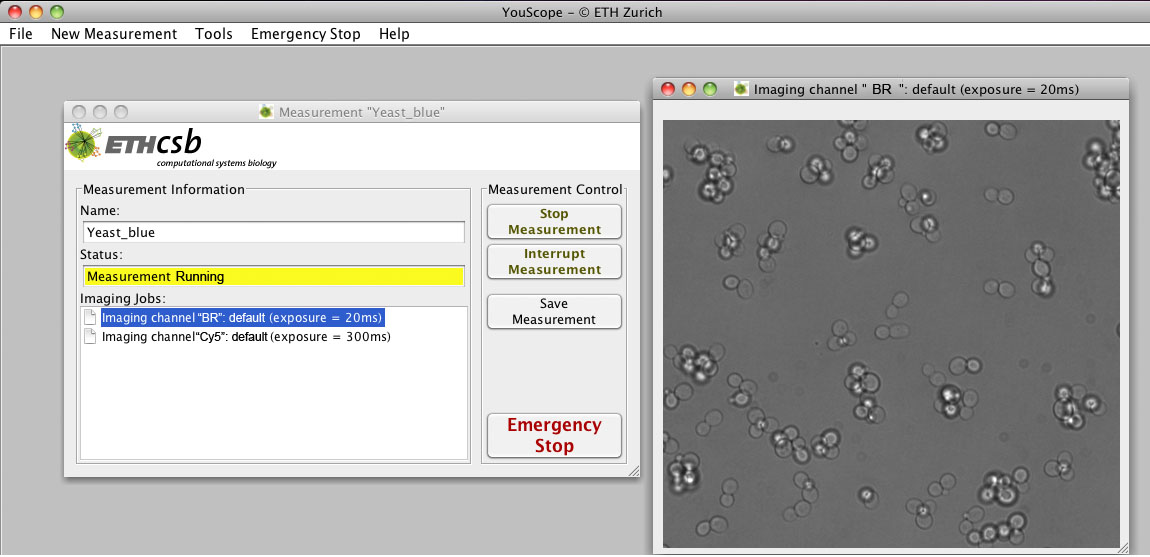 YouScope - © ETH Zurich
File New Measurement Tools Emergency Stop Help
Measurement "Yeast_blue"
ETHcsb
computational systems biology
Measurement Information
Name:
Yeast_blue
Status:
Measurement Running
Imaging Jobs:
Imaging channel “BR”: default (exposure = 20ms)
Imaging channel“Cy5”: default (exposure = 300ms)
Measurement Control
Stop
Measurement
Interrupt
Measurement
Save
Measurement
Emergency
Stop
Imaging channel " BR ": default (exposure = 20ms)